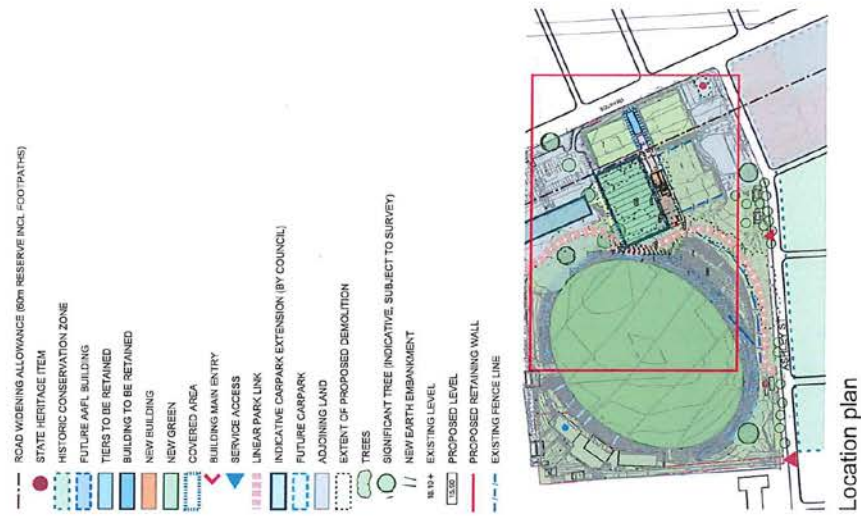 ROAD WIDENING ALLOWANCE (60m RESERVE INCL FOOTPATHS)
STATE HERITAGE ITEM
HISTORIC CONSERVATION ZONE
FUTURE AAFL BUILDING
TIERS TO BE RETAINED
BUILDING TO BE RETAINED
NEW BUILDING
NEW GREEN
COVERED AREA
BUILDING MAIN ENTRY
SERVICE ACCESS
LINEAR PARK LINK
INDICATIVE CARPARK EXTENSION (BY COUNCIL)
FUTURE CARPARK
ADJOINING LAND
EXTENT OF PROPOSED DEMOLITION
TREES
SIGNIFICANT TREE (INDICATIVE, SUBJECT TO SURVEY)
NEW EARTH EMBANKMENT
EXISTING LEVEL
PROPOSED LEVEL
PROPOSED RETAINING WALL
EXISTING FENCE LINE
Location plan